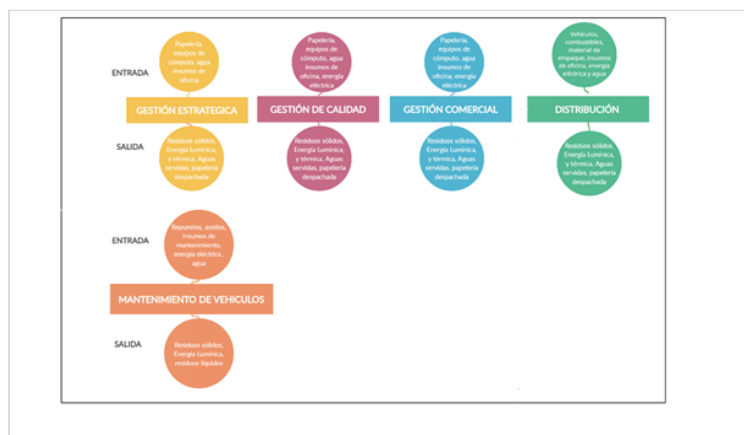 ENTRADA
Papelería,
equipos de
cómputo, agua
insumos de
oficina
Papelería,
equipos de
cómputo, agua
insumos de
oficina, energía
eléctrica
Papelería,
equipos de
cómputo, agua
insumos de
oficina, energía
eléctrica
Vehículos,
combustibles,
material de
empaque, insumos
de oficina, energía
eléctrica y agua
GESTIÓN ESTRATEGICA
GESTIÓN DE CALIDAD
GESTIÓN COMERCIAL
DISTRIBUCIÓN
SALIDA
Residuos sólidos,
Energía Lumínica,
y térmica, Aguas
servidas, papelería
despachada
Residuos sólidos,
Energía Lumínica,
y térmica, Aguas
servidas, papelería
despachada
Residuos sólidos,
Energía Lumínica,
y térmica, Aguas
servidas, papelería
despachada
Residuos sólidos,
Energía Lumínica,
y térmica, Aguas
servidas, papelería
despachada
ENTRADA
Repuestos, aceites,
insumos de
mantenimiento,
energía eléctrica ,
agua
MANTENIMIENTO DE VEHICULOS
SALIDA
Residuos sólidos,
Energía Lumínica,
residuos líquidos